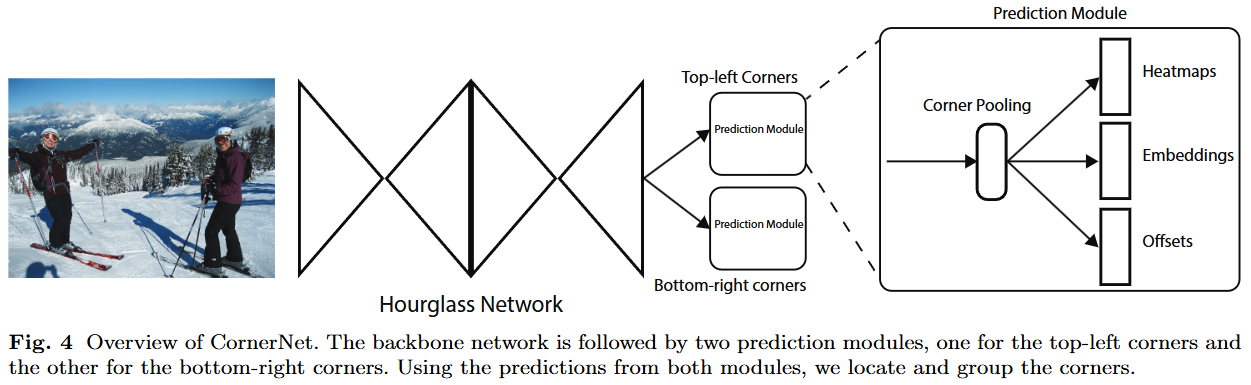 Prediction Module
Top-left Corners
Prediction Module
Prediction Module
Bottom-right corners
Corner Pooling
Heatmaps
Embeddings
Offsets
Hourglass Network
Fig. 4 Overview of CornerNet. The backbone network is followed by two prediction modules, one for the top-left corners and
the other for the bottom-right corners. Using the predictions from both modules, we locate and group the corners.